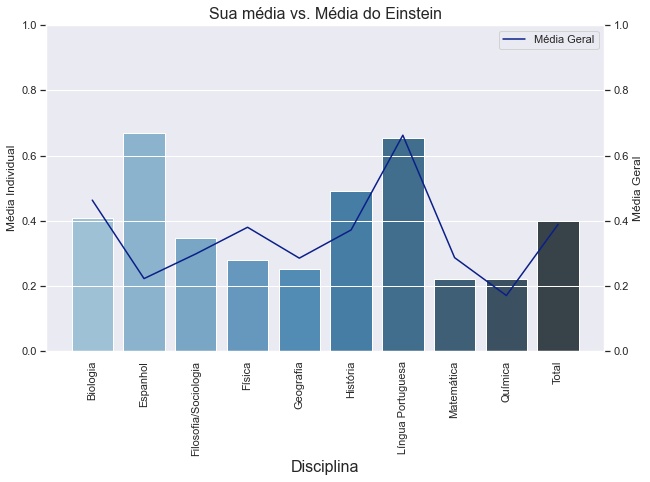 Sua média vs. Média do Einstein
Média Geral
1.0
0.8
0.6
0.4
0.2
0.0
Média Individual
1.0
0.8
0.6
0.4
0.2
0.0
Média Geral
Biologia
Espanhol
Filosofia/Sociologia
Física
Geografia
História
Língua Portuguesa
Matemática
Química
Total
Disciplina